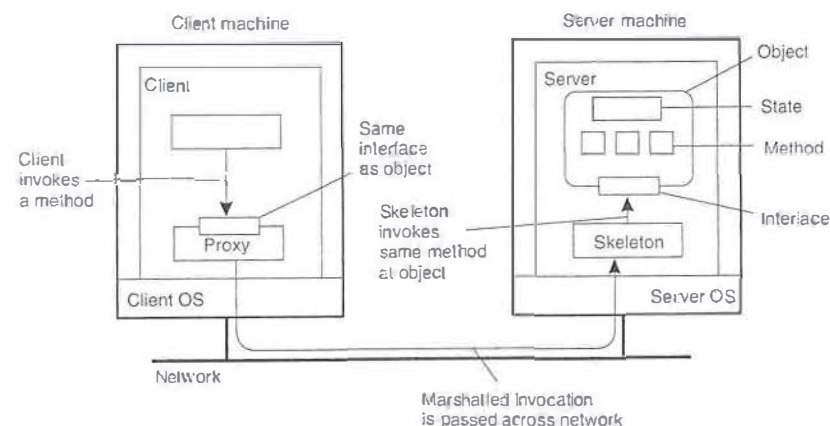 Client machine
Server machine
Client
Server
Object
State
Method
Same
interface
as object
Client
invokes
a method
Skeleton
invokes
same method
at object
Interface
Proxy
Skeleton
Client OS
Server OS
Network
Marshalled invocation
is passed across network